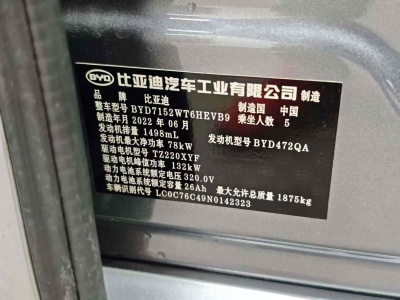 BYD 比亚迪汽车工业有限公司 制造
品牌 比亚迪 制造国 中国
整车型号 BYD7152WT6HEVB9 乘坐人数 5
制造年月 2022 年 06 月
发动机排量 1498mL 发动机型号 BYD472QA
发动机最大净功率 78kW
驱动电机型号 TZ220XYF
驱动电机峰值功率 132kW
动力电池系统额定电压 320.0V
动力电池系统额定容量 26Ah 最大允许总质量 1875kg
车辆识别代号 LC0C76C49N0142323